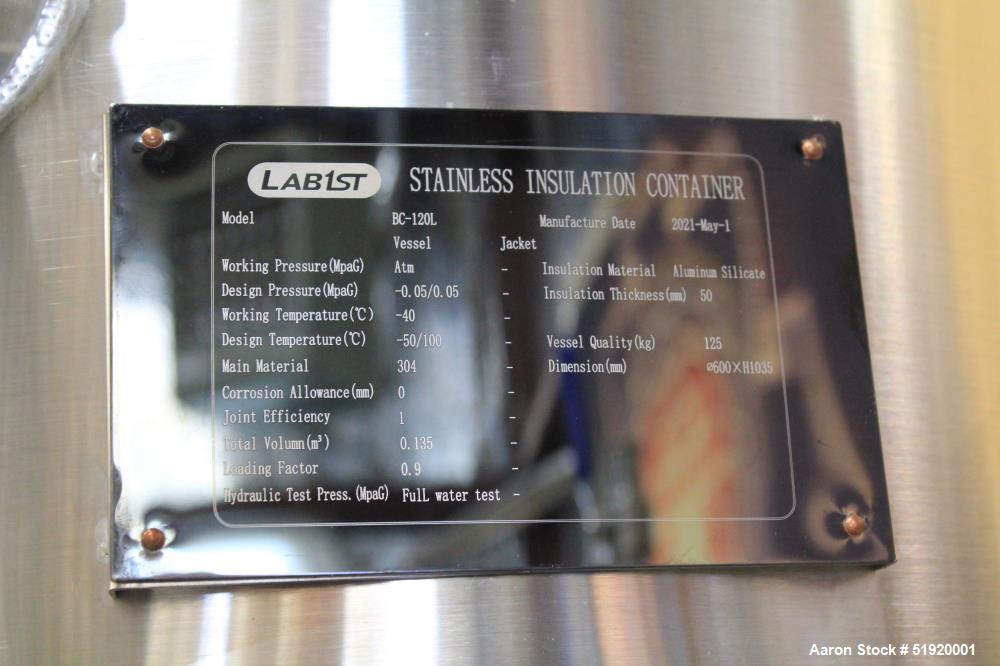 LAB1ST STAINLESS INSULATION CONTAINER
Model BC-120L Manufacture Date 2021-May-1
Vessel Jacket
Working Pressure(MpaG) Atm - Insulation Material Aluminum Silicate
Design Pressure(MpaG) -0.05/0.05 - Insulation Thickness(mm) 50
Working Temperature(℃) -40 -
Design Temperature(℃) -50/100 - Vessel Quality(kg) 125
Main Material 304 - Dimension(mm) ø600×H1035
Corrosion Allowance(mm) 0 -
Joint Efficiency 1 -
Total Volumn(m³) 0.135 -
Loading Factor 0.9 -
Hydraulic Test Press.(MpaG) FulL water test -
Aaron Stock # 51920001